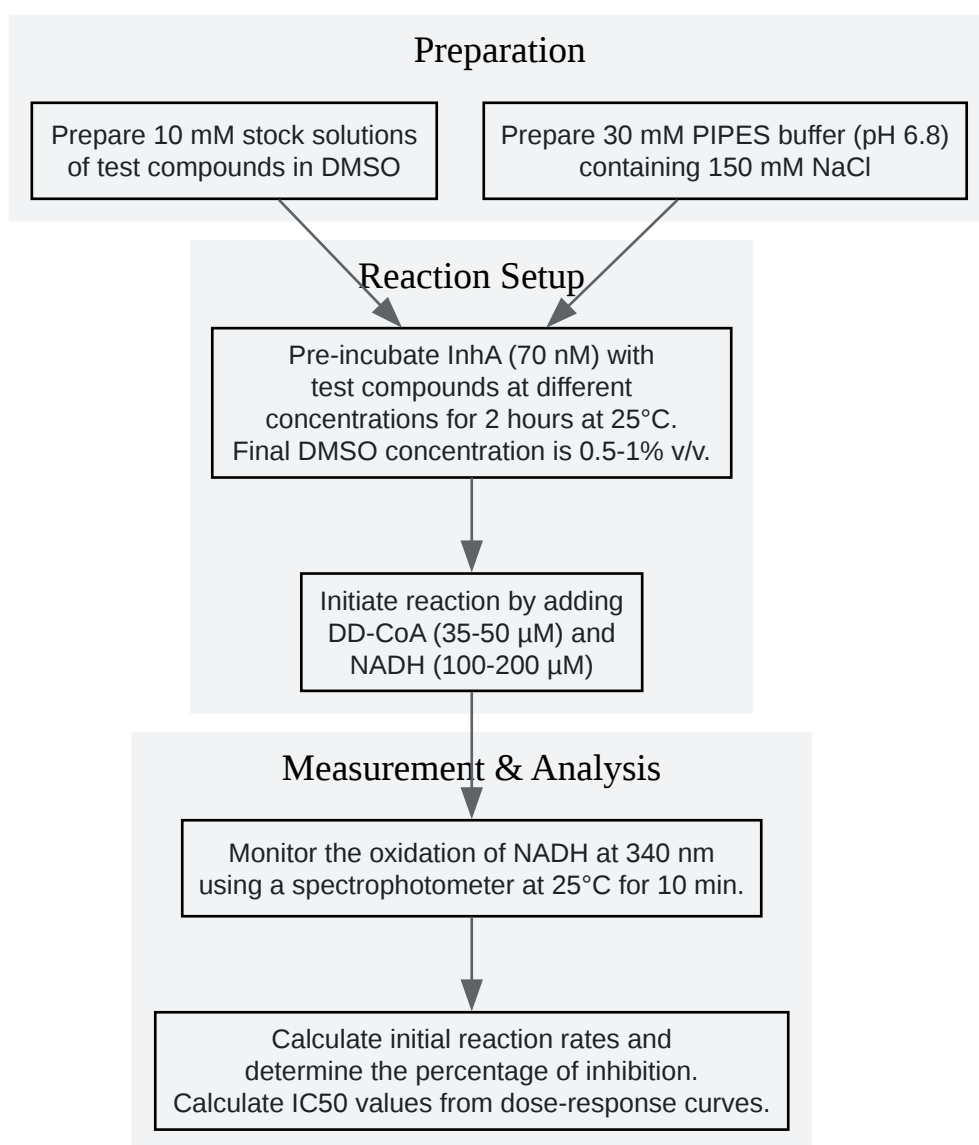 Preparation
Prepare 10 mM stock solutions
of test compounds in DMSO
Prepare 30 mM PIPES buffer (pH 6.8)
containing 150 mM NaCl
Reaction Setup
Pre-incubate InhA (70 nM) with
test compounds at different
concentrations for 2 hours at 25°C.
Final DMSO concentration is 0.5-1% v/v.
Initiate reaction by adding
DD-CoA (35-50 µM) and
NADH (100-200 µM)
Measurement & Analysis
Monitor the oxidation of NADH at 340 nm
using a spectrophotometer at 25°C for 10 min.
Calculate initial reaction rates and
determine the percentage of inhibition.
Calculate IC50 values from dose-response curves.